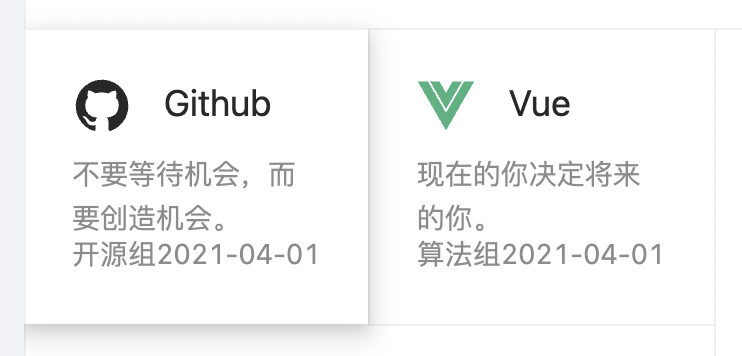 Github
不要等待机会，而
要创造机会。
开源组2021-04-01
Vue
现在的你决定将来
的你。
算法组2021-04-01